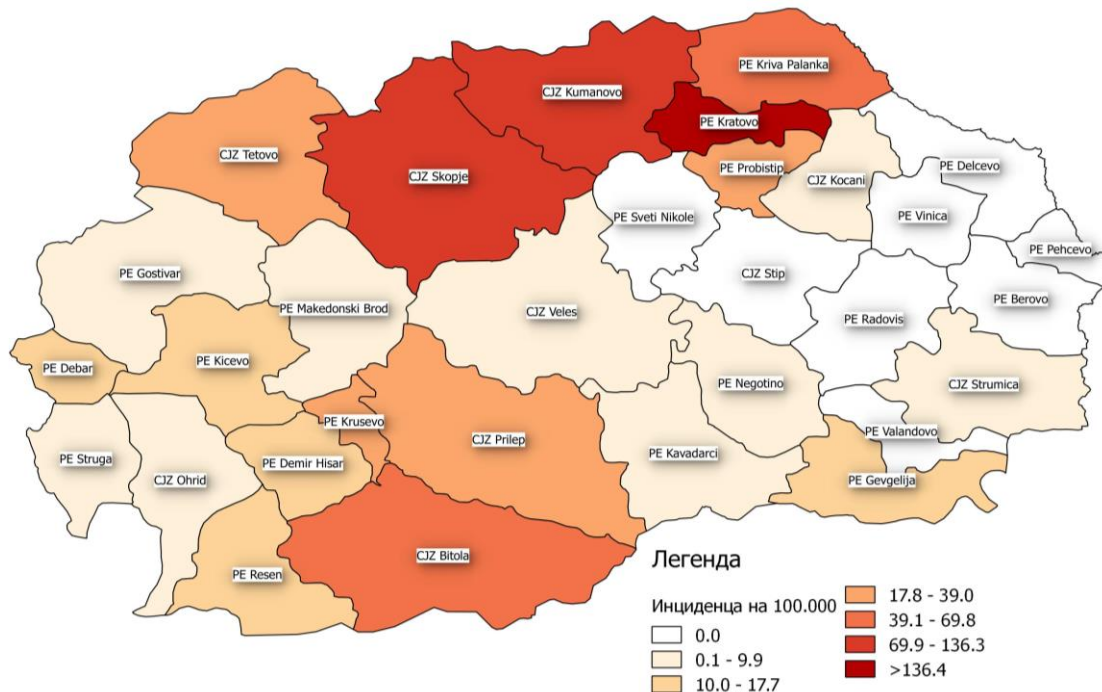 PE Kriva Palanka
CJZ Kumanovo
PE Kratovo
CJZ Tetovo
PE Probistip
CJZ Skopje
CJZ Kocani
PE Delcevo
PE Sveti Nikole
PE Vinica
PE Pehcevo
PE Gostivar
CJZ Stip
PE Berovo
PE Makedonski Brod
CJZ Veles
PE Radovis
PE Kicevo
PE Debar
PE Negotino
CJZ Strumica
PE Krusevo
PE Valandovo
CJZ Prilep
PE Kavadarci
PE Struga
PE Demir Hisar
CJZ Ohrid
PE Gevgelija
CJZ Bitola
PE Resen
Легенда
Инциденца на 100.000
0.0
0.1 - 9.9
10.0 - 17.7
17.8 - 39.0
39.1 - 69.8
69.9 - 136.3
>136.4